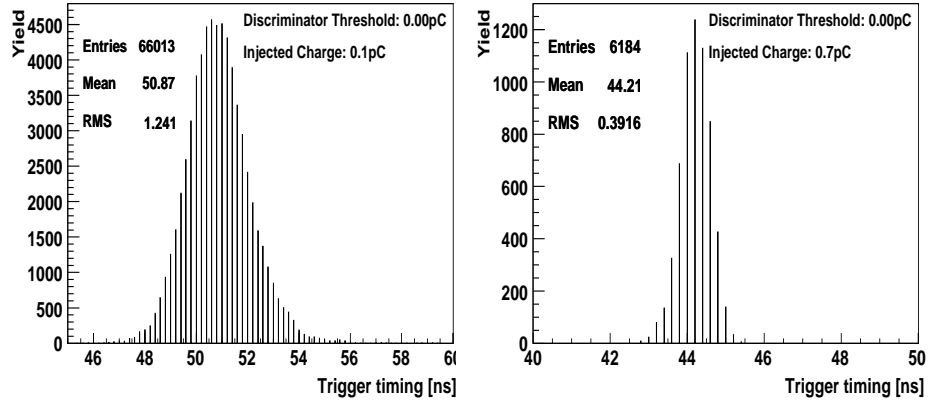 Yield
4500
4000
3500
3000
2500
2000
1500
1000
500
0
Discriminator Threshold: 0.00pC
Injected Charge: 0.1pC
Entries 66013
Mean 50.87
RMS 1.241
46 48 50 52 54 56 58 60
Trigger timing [ns]
Yield
1200
1000
800
600
400
200
0
Discriminator Threshold: 0.00pC
Injected Charge: 0.7pC
Entries 6184
Mean 44.21
RMS 0.3916
40 42 44 46 48 50
Trigger timing [ns]